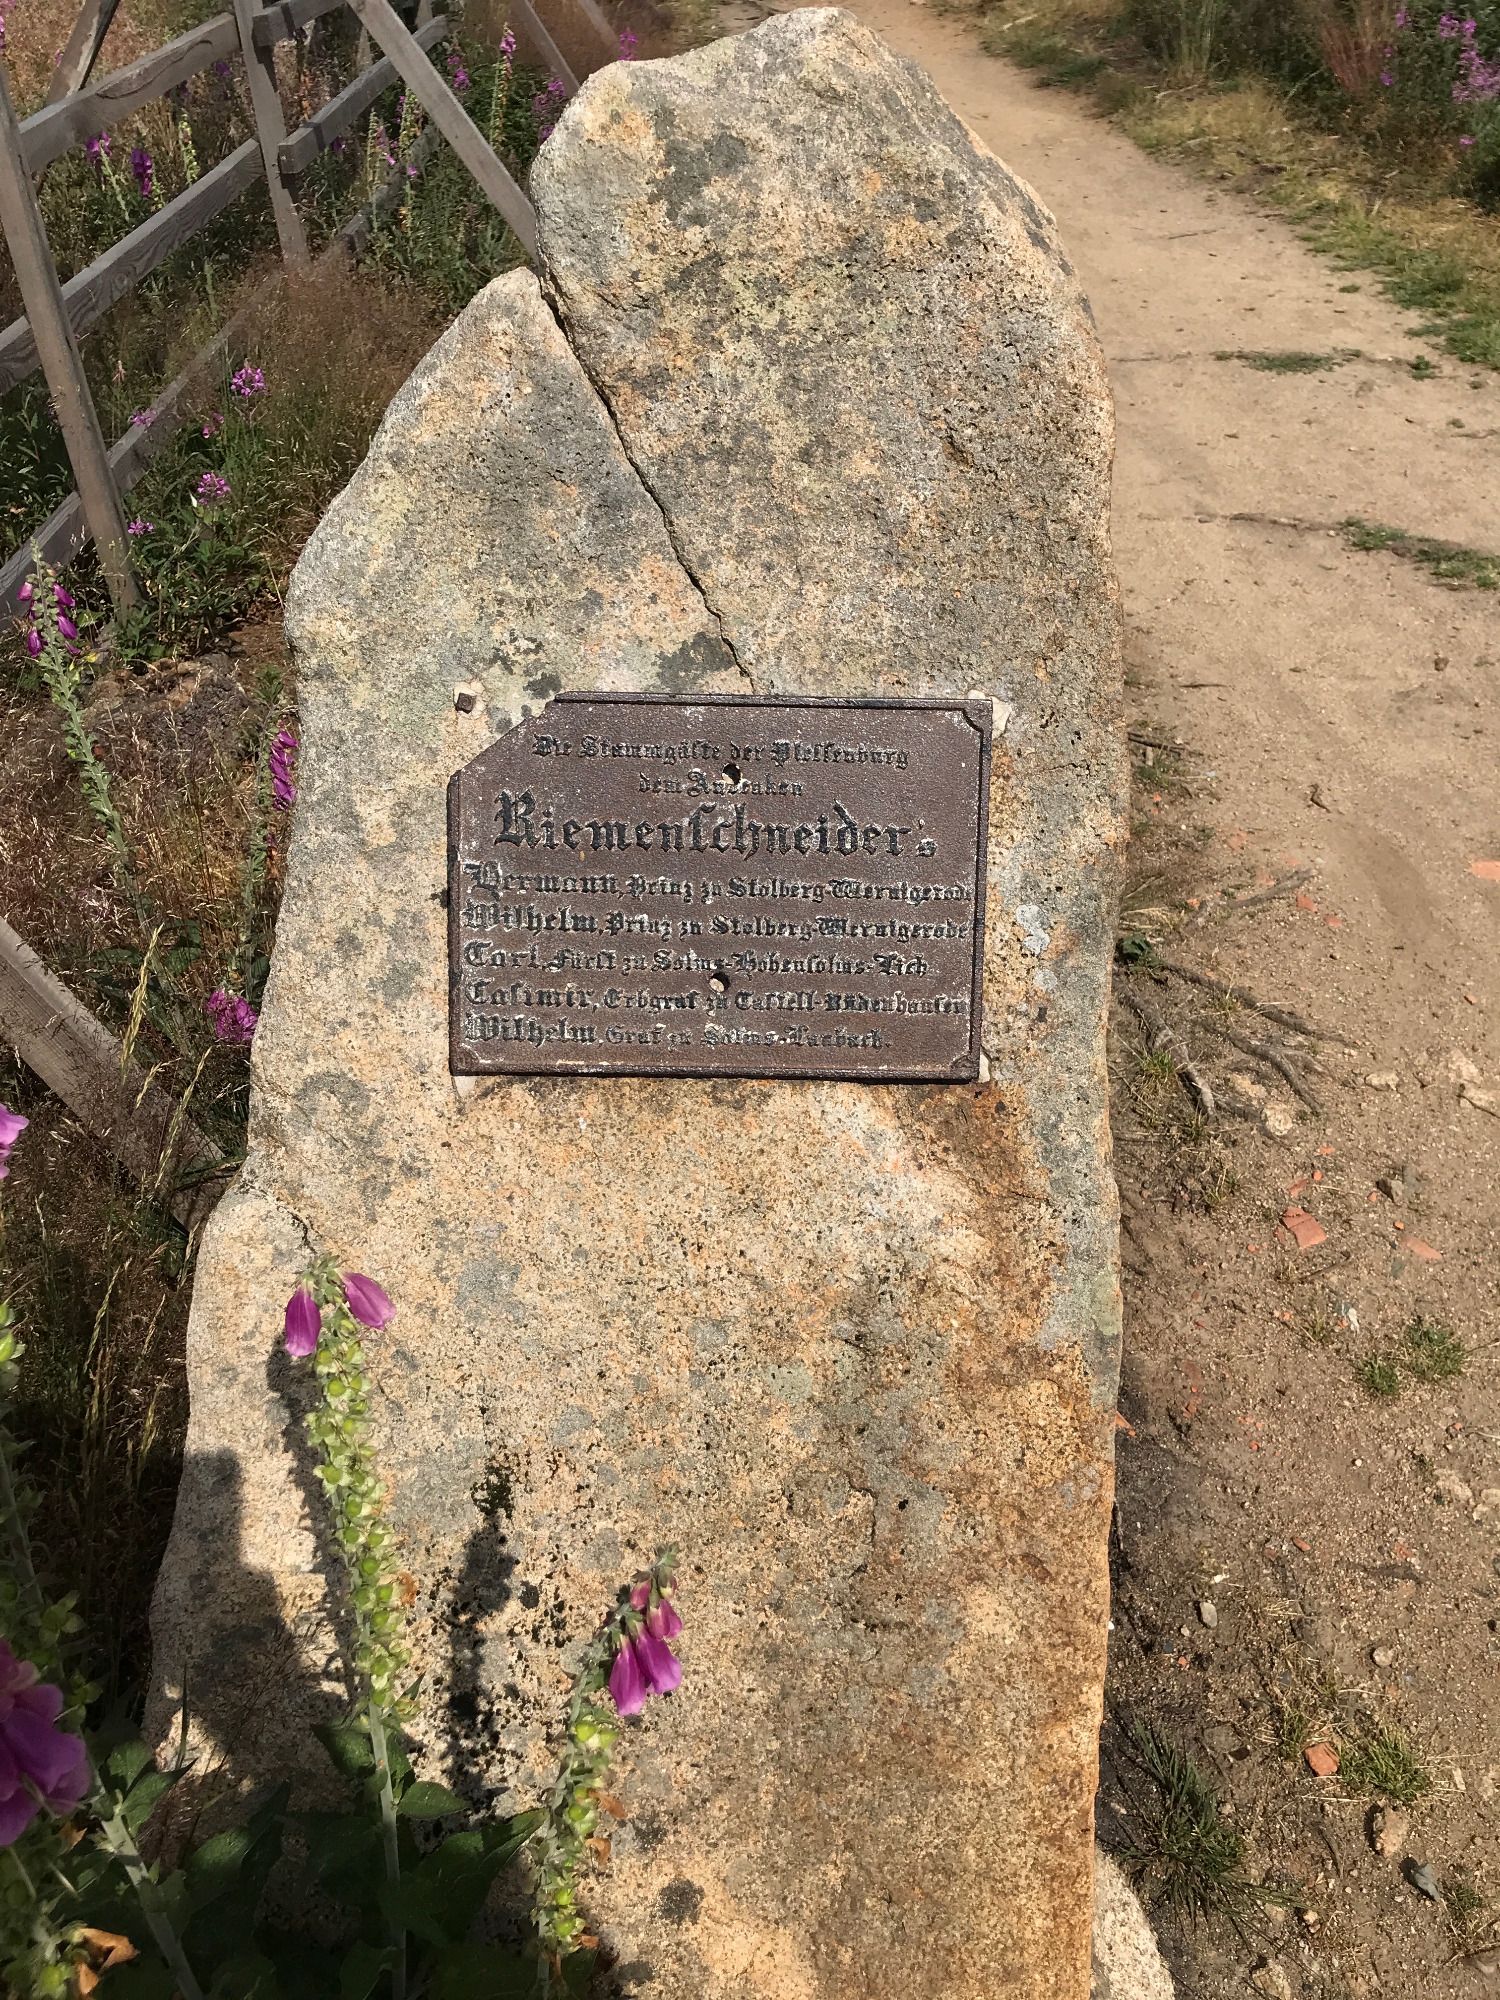 Die Stammgäste der Plessenburg
dem Andenken
Riemenschneider's
Hermann, Prinz zu Stolberg-Wernigerode
Wilhelm, Prinz zu Stolberg-Wernigerode
Carl, Fürst zu Solms-Hohensolms-Lich
Casimir, Erbgraf zu Castell-Rüdenhausen
Wilhelm, Graf zu Solms-Laubach.